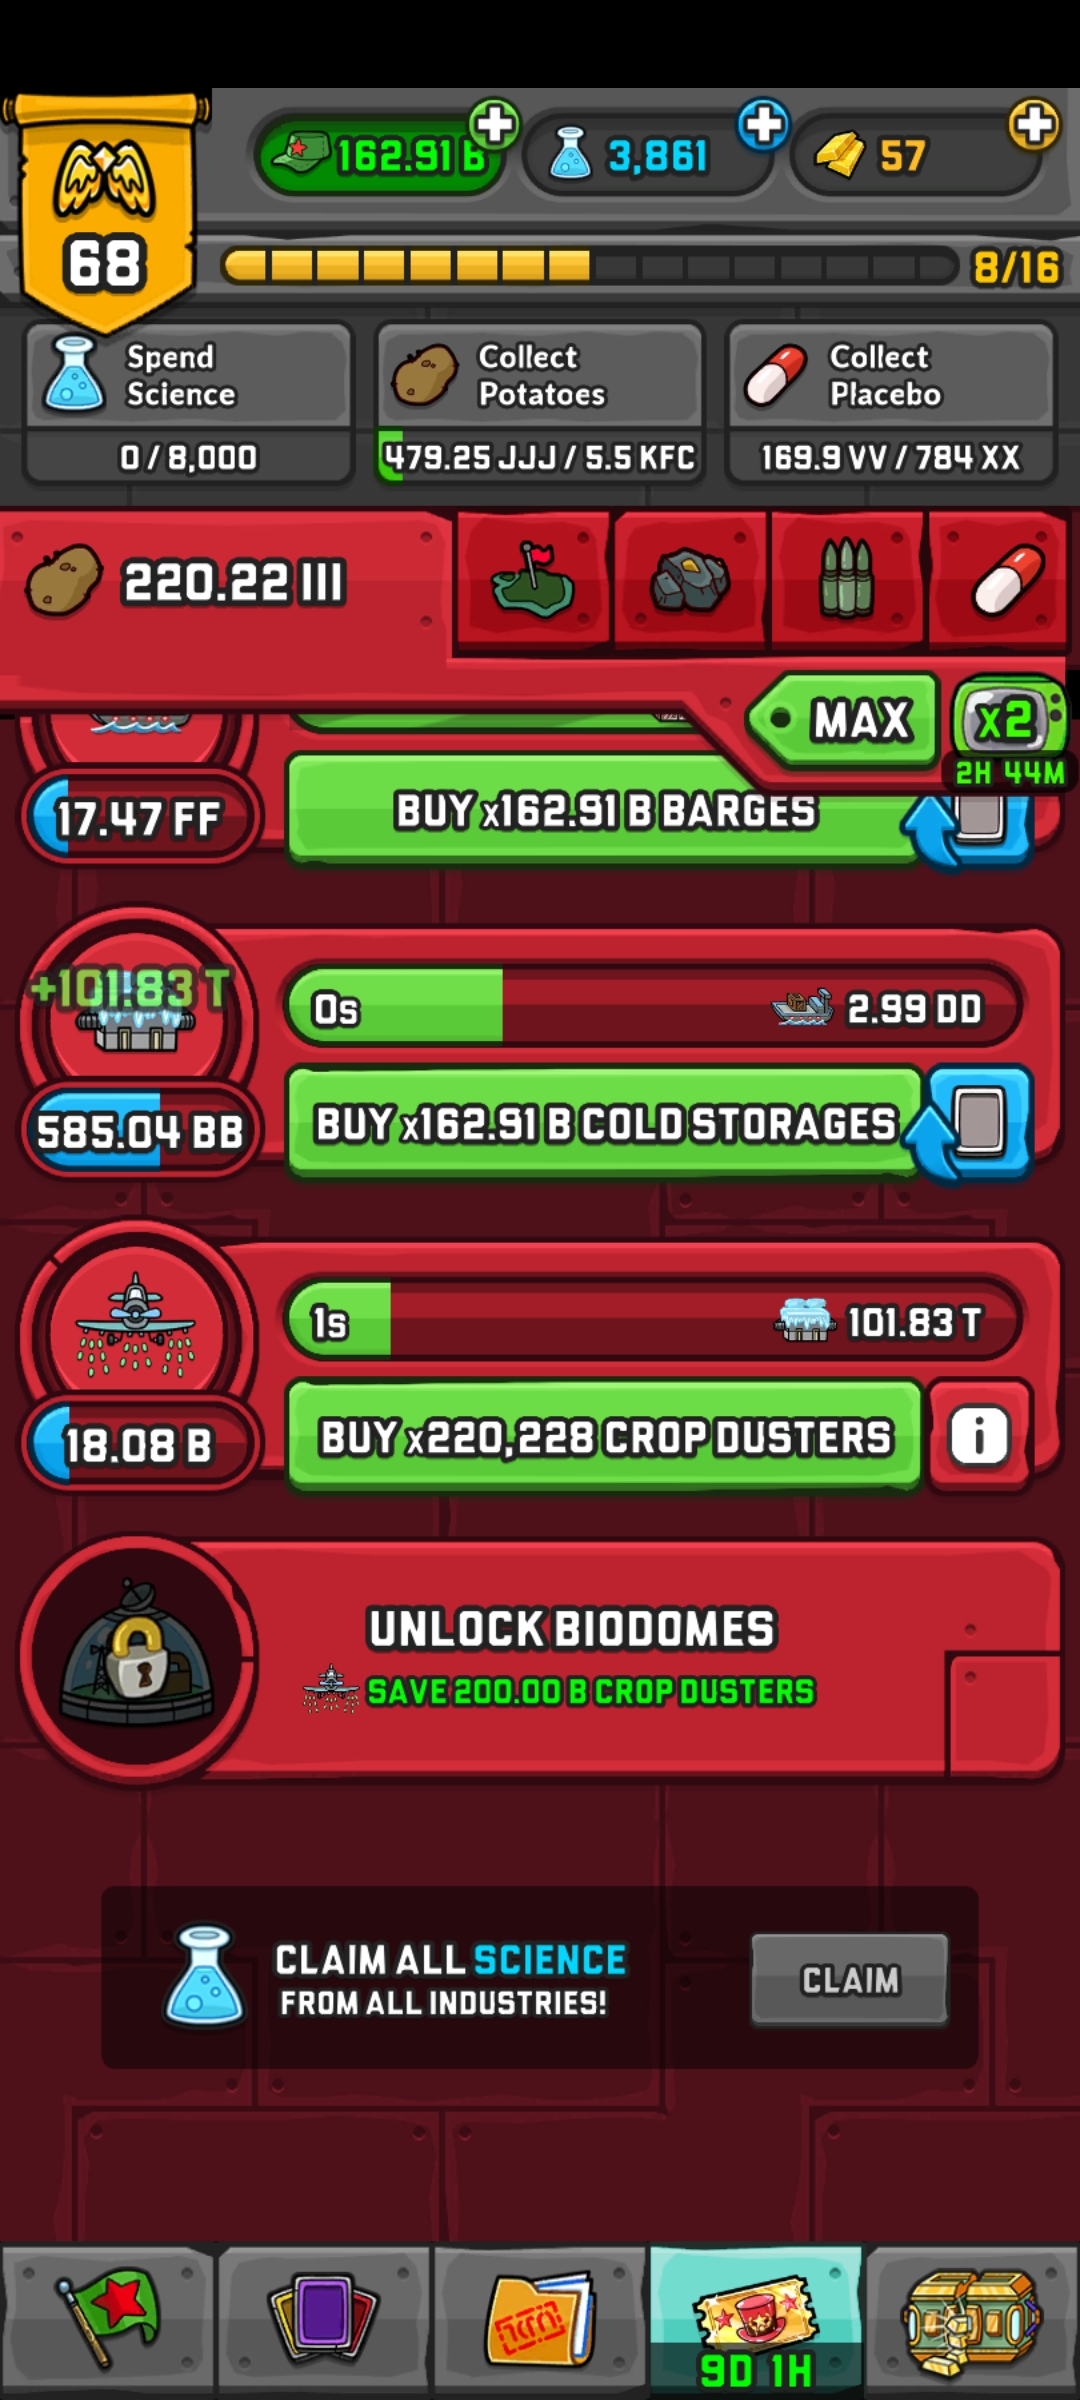 162.91 B
3,861
57
68
8/16
Spend
Science
0 / 8,000
Collect
Potatoes
479.25 JJJ / 5.5 KFC
Collect
Placebo
169.9 VV / 784 XX
220.22 III
MAX
x2
2H 44M
17.47 FF
BUY x162.91 B BARGES
+101.83 T
0s
2.99 DD
585.04 BB
BUY x162.91 B COLD STORAGES
1s
101.83 T
18.08 B
BUY x220,228 CROP DUSTERS
i
UNLOCK BIODOMES
SAVE 200.00 B CROP DUSTERS
CLAIM ALL SCIENCE
FROM ALL INDUSTRIES!
CLAIM
9D 1H